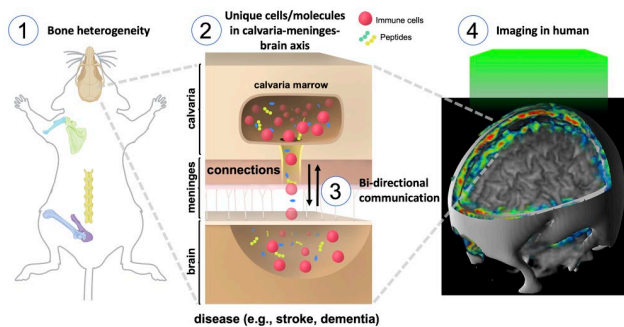 1
Bone heterogeneity
2
Unique cells/molecules
in calvaria-meninges-
brain axis
Immune cells
Peptides
4
Imaging in human
calvaria
calvaria marrow
meninges
connections
3
Bi-directional
communication
brain
disease (e.g., stroke, dementia)